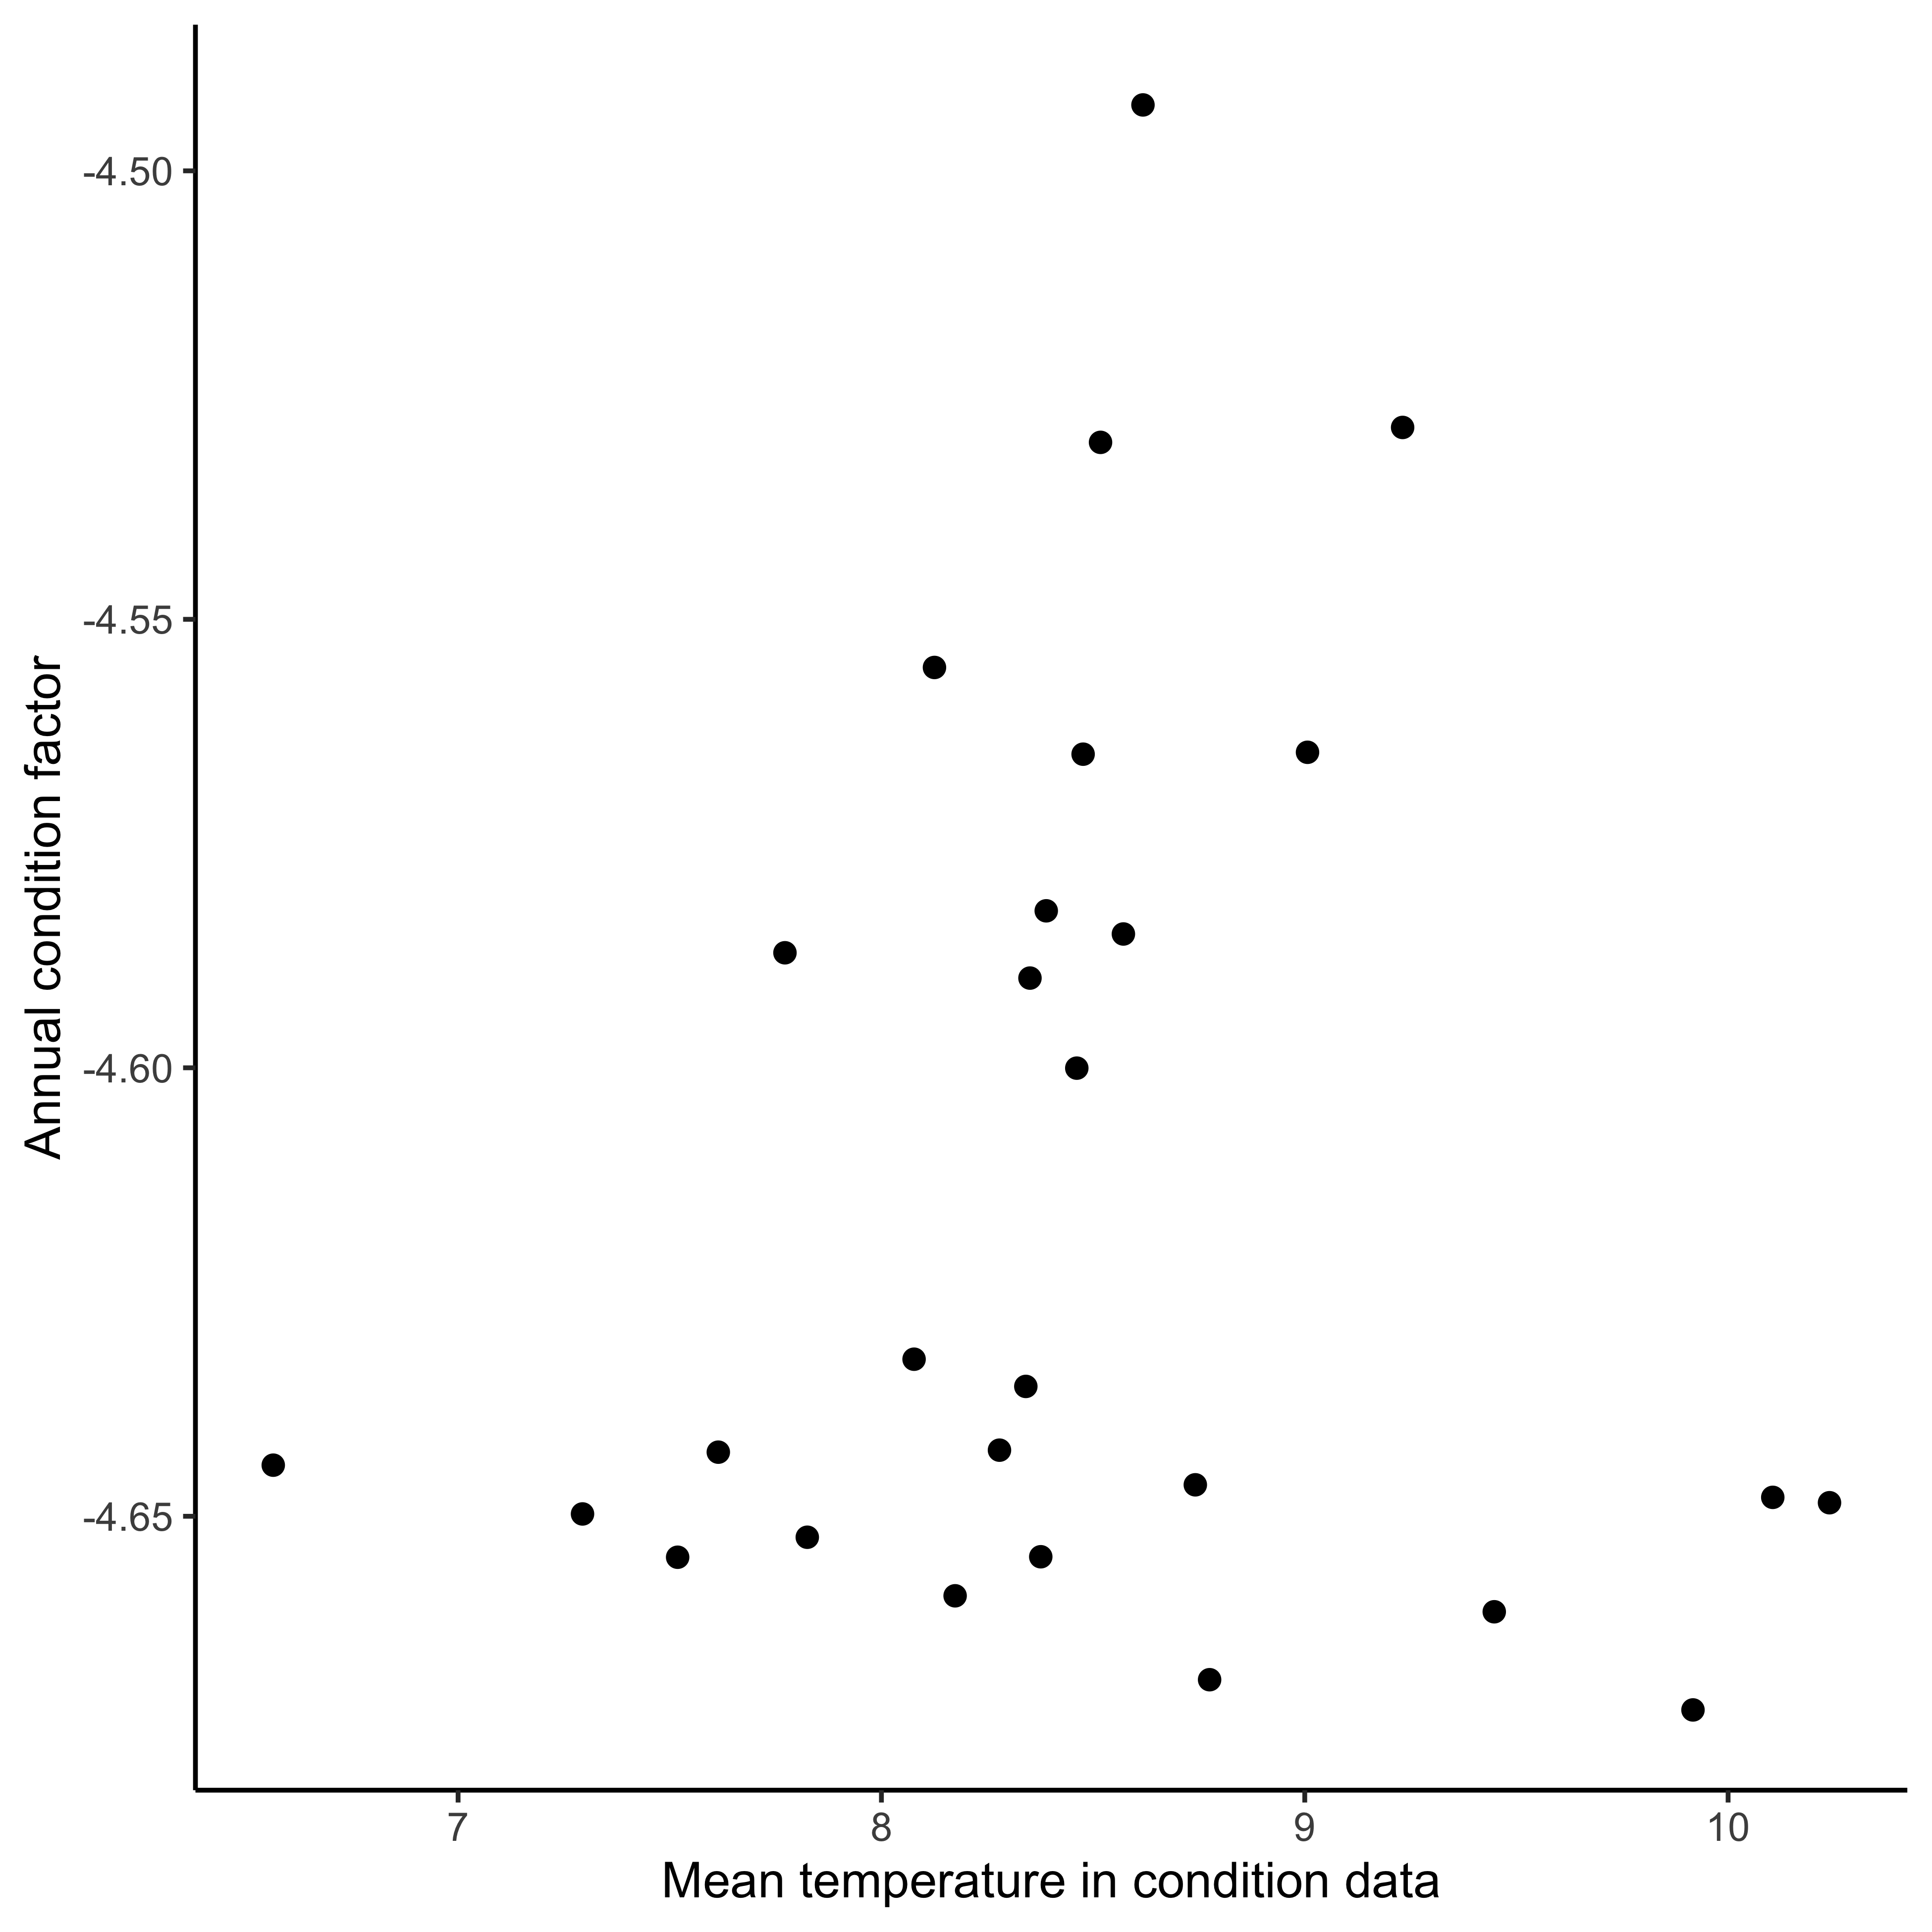 -4.50
-4.55
-4.60
-4.65
Annual condition factor
7 8 9 10
Mean temperature in condition data